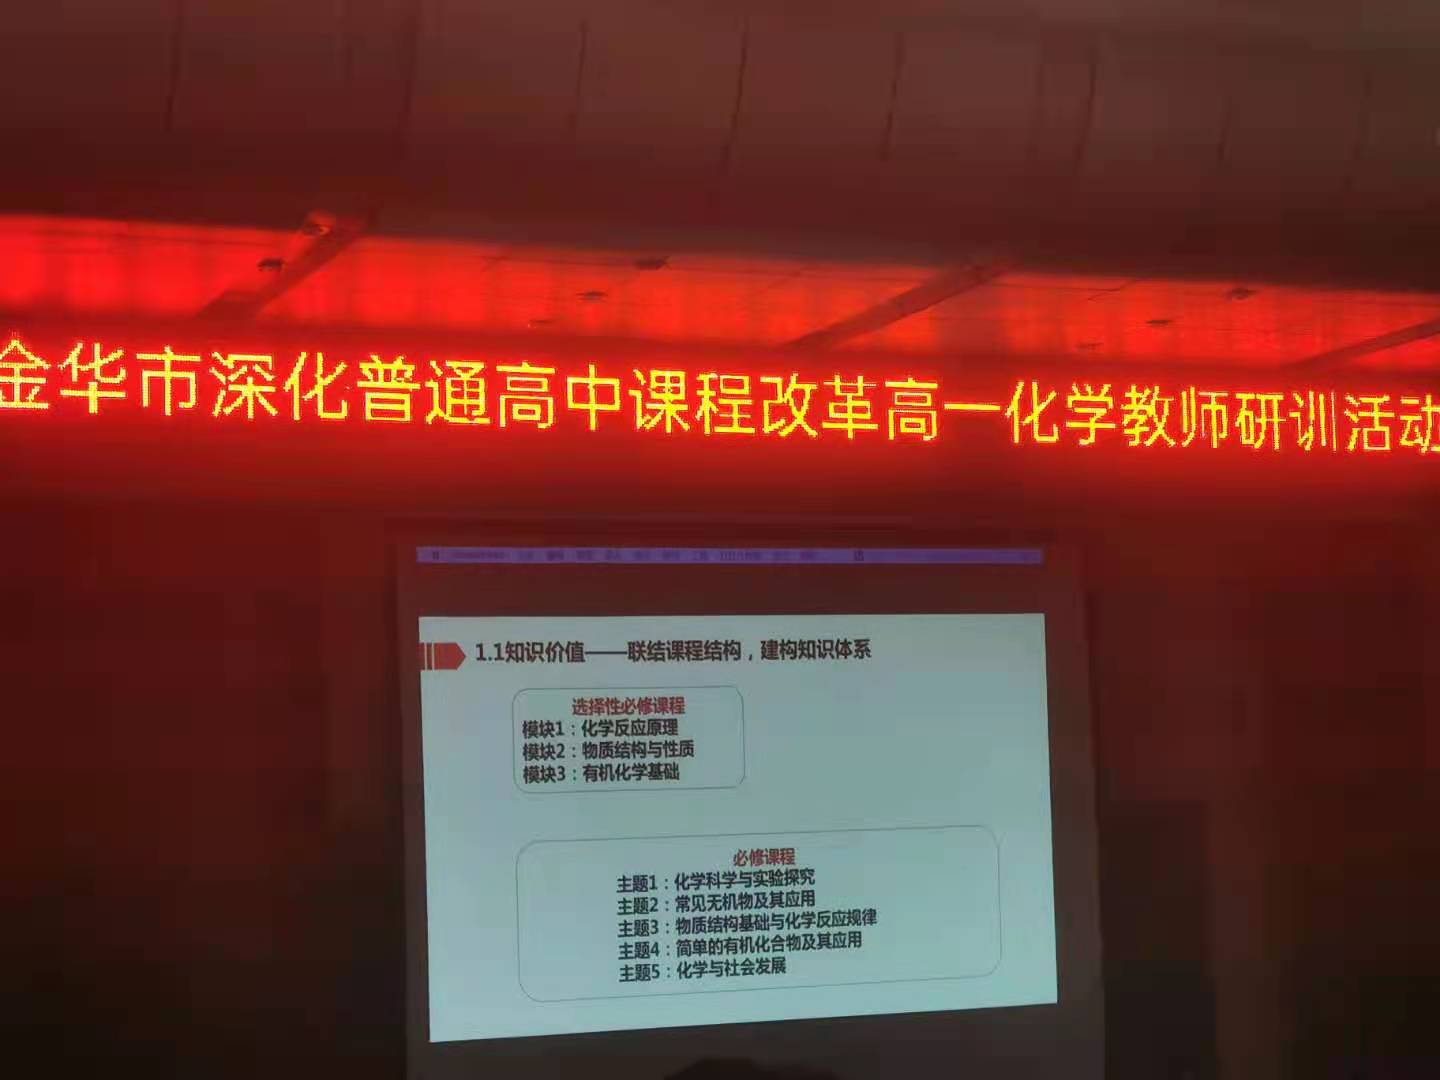 金华市深化普通高中课程改革高一化学教师研训活动
1.1知识价值——联结课程结构，建构知识体系
选择性必修课程
模块1：化学反应原理
模块2：物质结构与性质
模块3：有机化学基础
必修课程
主题1：化学科学与实验探究
主题2：常见无机物及其应用
主题3：物质结构基础与化学反应规律
主题4：简单的有机化合物及其应用
主题5：化学与社会发展